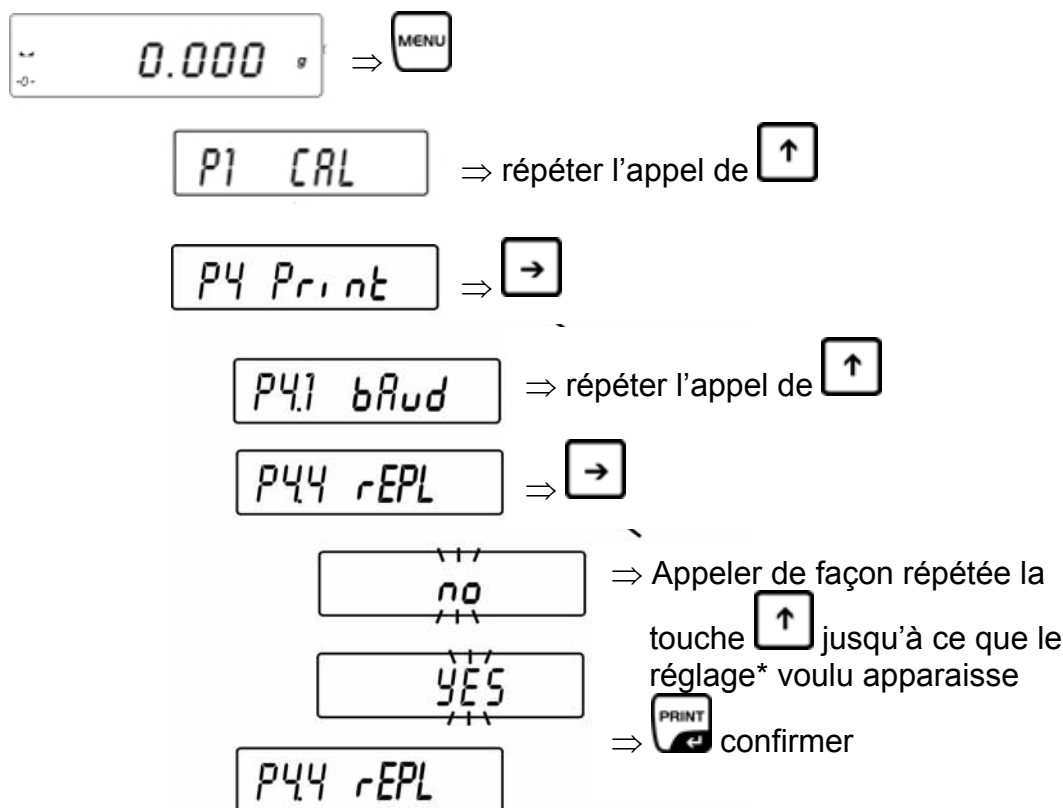 0.000 g ⇒ MENU
-0-
P1 CAL ⇒ répéter l'appel de ↑
P4 Print ⇒ →
P4.1 bAud ⇒ répéter l'appel de ↑
P4.4 rEPL ⇒ →
no ⇒ Appeler de façon répétée la
touche ↑ jusqu'à ce que le
YES réglage* voulu apparaisse
⇒ PRINT confirmer
P4.4 rEPL